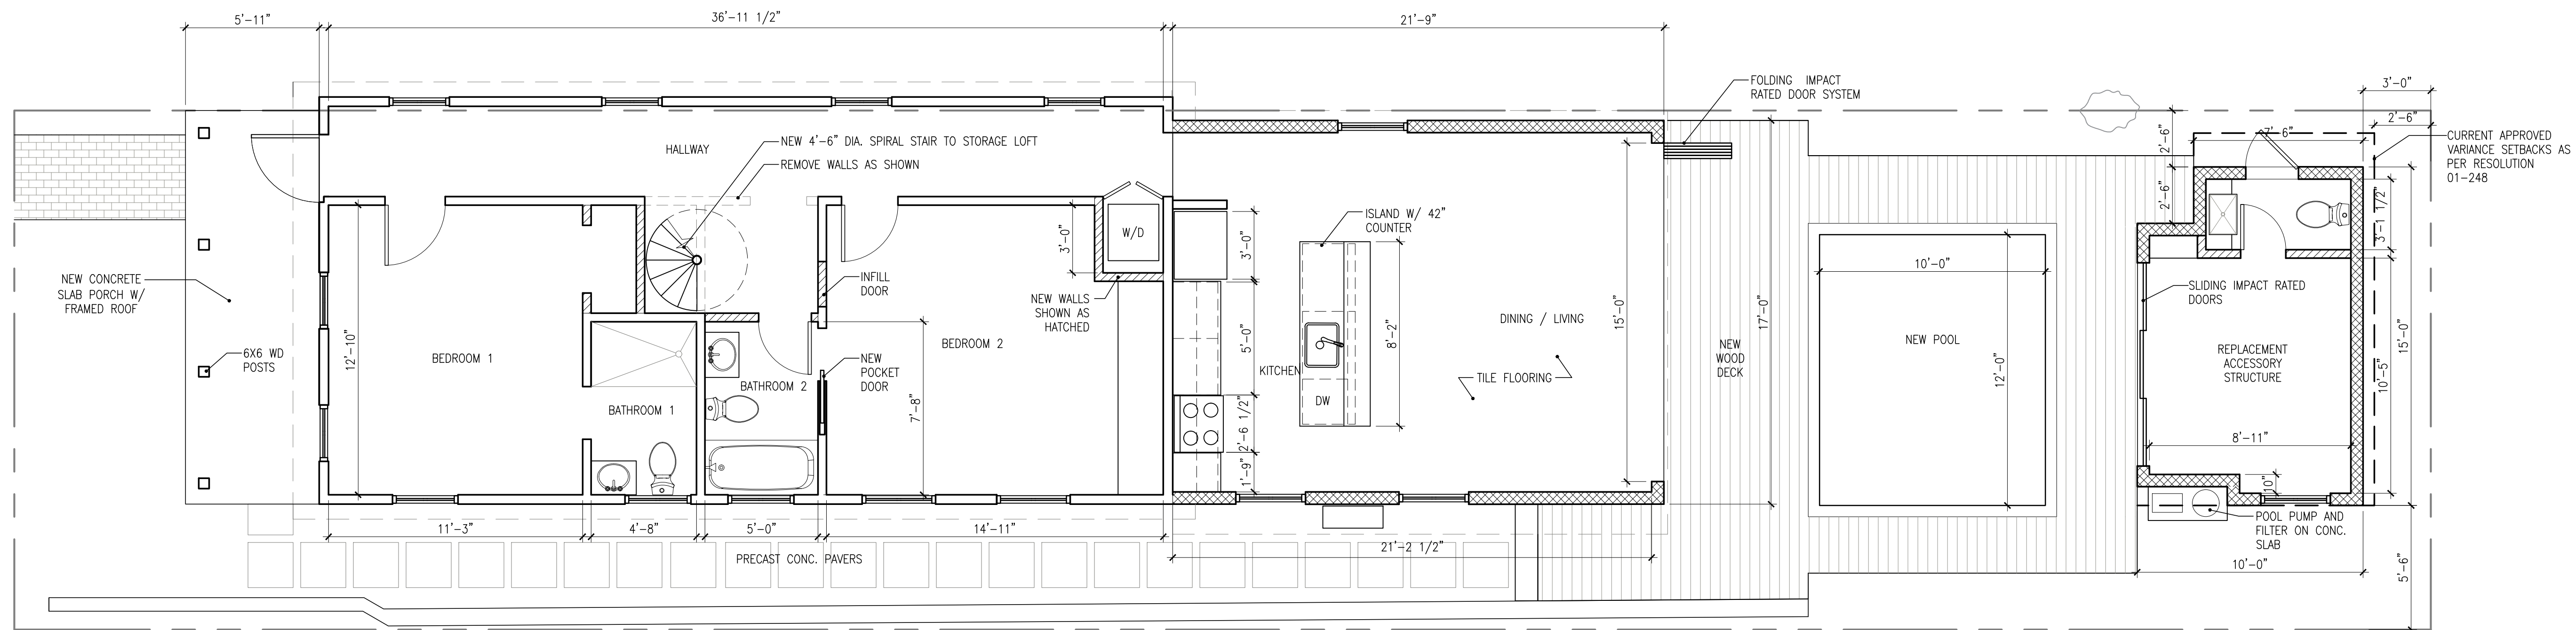 5'-11"
36'-11 1/2"
21'-9"
FOLDING IMPACT
RATED DOOR SYSTEM
3'-0"
2'-6"
CURRENT APPROVED
VARIANCE SETBACKS AS
PER RESOLUTION
01-248
2'-6"
7'-6"
2'-6"
3'-1 1/2"
HALLWAY
NEW 4'-6" DIA. SPIRAL STAIR TO STORAGE LOFT
REMOVE WALLS AS SHOWN
W/D
3'-0"
3'-0"
ISLAND W/ 42"
COUNTER
NEW CONCRETE
SLAB PORCH W/
FRAMED ROOF
INFILL
DOOR
NEW WALLS
SHOWN AS
HATCHED
10'-0"
SLIDING IMPACT RATED
DOORS
6X6 WD
POSTS
12'-10"
BEDROOM 1
BATHROOM 1
BATHROOM 2
NEW
POCKET
DOOR
BEDROOM 2
7'-8"
5'-0"
KITCHEN
8'-2"
DW
2'-6 1/2"
1'-9"
DINING / LIVING
TILE FLOORING
15'-0"
NEW
WOOD
DECK
17'-0"
NEW POOL
12'-0"
REPLACEMENT
ACCESSORY
STRUCTURE
10'-5"
15'-0"
8'-11"
10"
POOL PUMP AND
FILTER ON CONC.
SLAB
11'-3"
4'-8"
5'-0"
14'-11"
21'-2 1/2"
PRECAST CONC. PAVERS
10'-0"
5'-6"